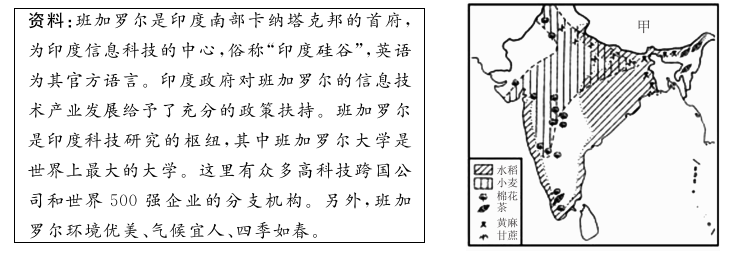 资料:班加罗尔是印度南部卡纳塔克邦的首府,
为印度信息科技的中心,俗称“印度硅谷”,英语
为其官方语言。印度政府对班加罗尔的信息技
术产业发展给予了充分的政策扶持。班加罗尔
是印度科技研究的枢纽,其中班加罗尔大学是
世界上最大的大学。这里有众多高科技跨国公
司和世界 500 强企业的分支机构。另外,班加
罗尔环境优美、气候宜人、四季如春。
甲
水稻
小麦
棉花
茶
黄麻
甘蔗